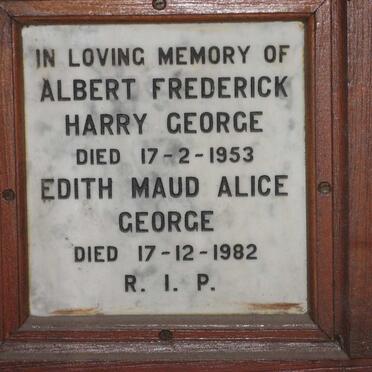 IN LOVING MEMORY OF
ALBERT FREDERICK
HARRY GEORGE
DIED 17-2-1953
EDITH MAUD ALICE
GEORGE
DIED 17-12-1982
R. I. P.